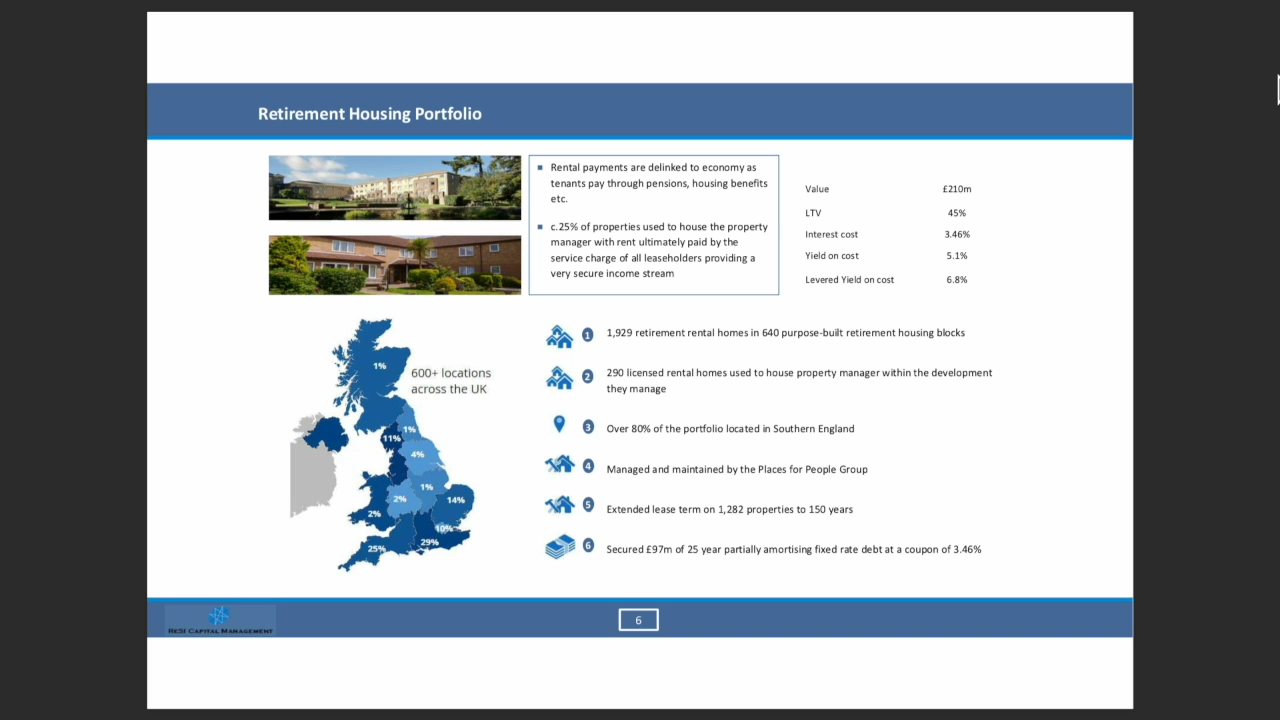 Retirement Housing Portfolio
Rental payments are delinked to economy as
tenants pay through pensions, housing benefits
etc.
c.25% of properties used to house the property
manager with rent ultimately paid by the
service charge of all leaseholders providing a
very secure income stream
Value £210m
LTV 45%
Interest cost 3.46%
Yield on cost 5.1%
Levered Yield on cost 6.8%
600+ locations
across the UK
1%
1%
11%
4%
1%
2%
14%
2%
10%
29%
25%
1 1,929 retirement rental homes in 640 purpose-built retirement housing blocks
2 290 licensed rental homes used to house property manager within the development
they manage
3 Over 80% of the portfolio located in Southern England
4 Managed and maintained by the Places for People Group
5 Extended lease term on 1,282 properties to 150 years
6 Secured £97m of 25 year partially amortising fixed rate debt at a coupon of 3.46%
ReSI Capital Management
6